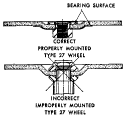 BEARING SURFACE
CORRECT
PROPERLY MOUNTED
TYPE 27 WHEEL
INCORRECT
IMPROPERLY MOUNTED
TYPE 27 WHEEL